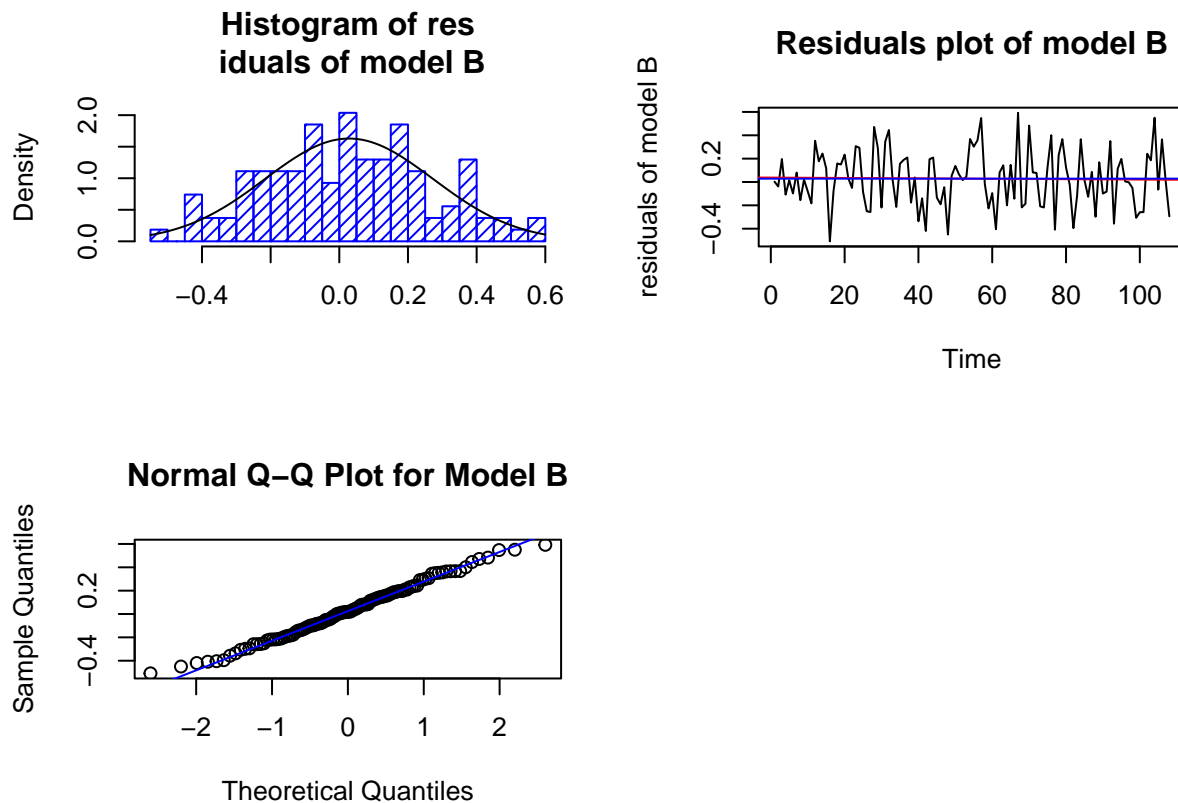 Histogram of res
iduals of model B
Density
0.0 1.0 2.0
−0.4 0.0 0.2 0.4 0.6
Residuals plot of model B
residuals of model B
−0.4 0.2
0 20 40 60 80 100
Time
Normal Q−Q Plot for Model B
Sample Quantiles
−0.4 0.2
−2 −1 0 1 2
Theoretical Quantiles